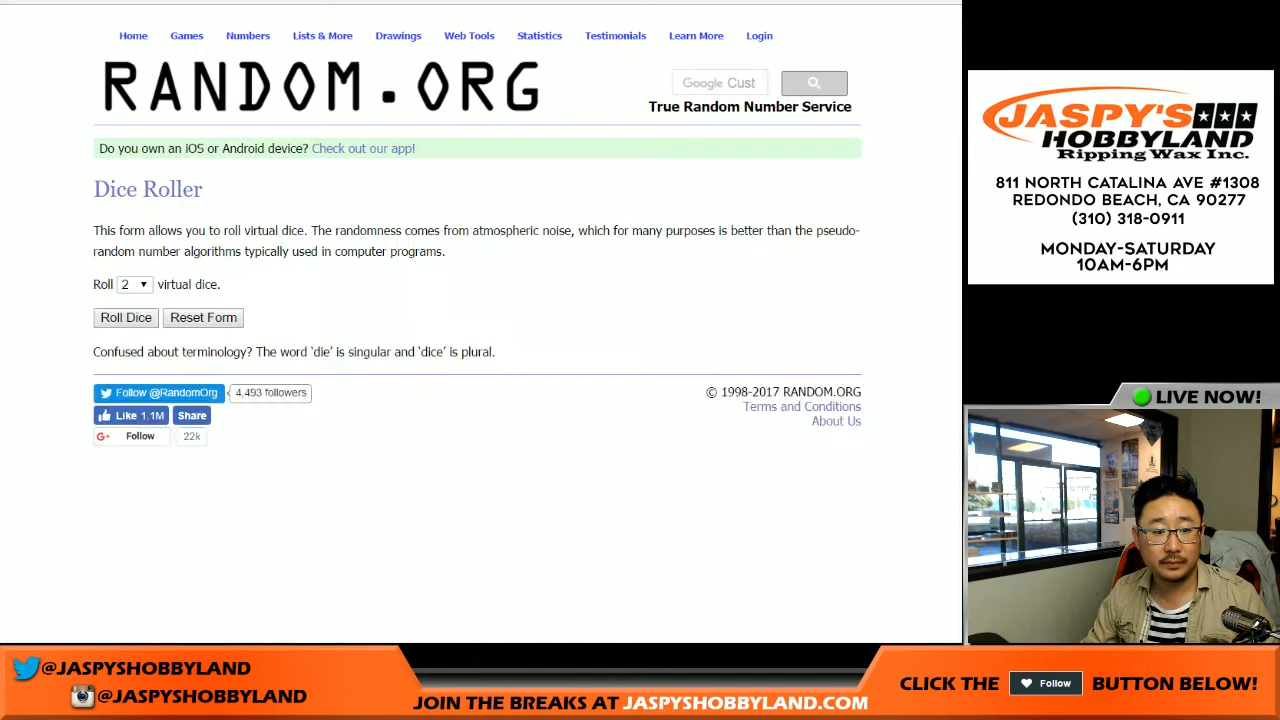 Home Games Numbers Lists & More Drawings Web Tools Statistics Testimonials Learn More Login
RANDOM.ORG
Google Cust
True Random Number Service
Do you own an iOS or Android device? Check out our app!
Dice Roller
This form allows you to roll virtual dice. The randomness comes from atmospheric noise, which for many purposes is better than the pseudo-
random number algorithms typically used in computer programs.
Roll 2 virtual dice.
Roll Dice Reset Form
Confused about terminology? The word ‘die’ is singular and ‘dice’ is plural.
Follow @RandomOrg 4,493 followers
Like 1.1M Share
G+ Follow 22k
© 1998-2017 RANDOM.ORG
Terms and Conditions
About Us
JASPY'S
HOBBYLAND
Ripping Wax Inc.
811 NORTH CATALINA AVE #1308
REDONDO BEACH, CA 90277
(310) 318-0911
MONDAY-SATURDAY
10AM-6PM
LIVE NOW!
@JASPYSHOBBYLAND
@JASPYSHOBBYLAND
JOIN THE BREAKS AT JASPYSHOBBYLAND.COM
CLICK THE Follow BUTTON BELOW!